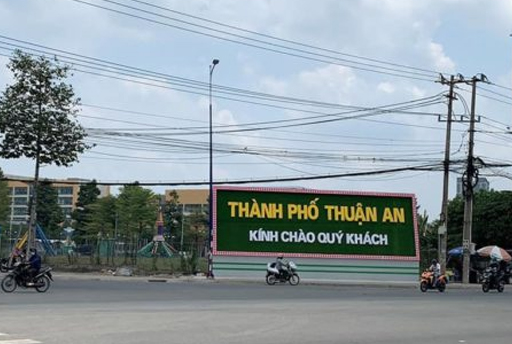 THÀNH PHỐ THUẬN AN
KÍNH CHÀO QUÝ KHÁCH